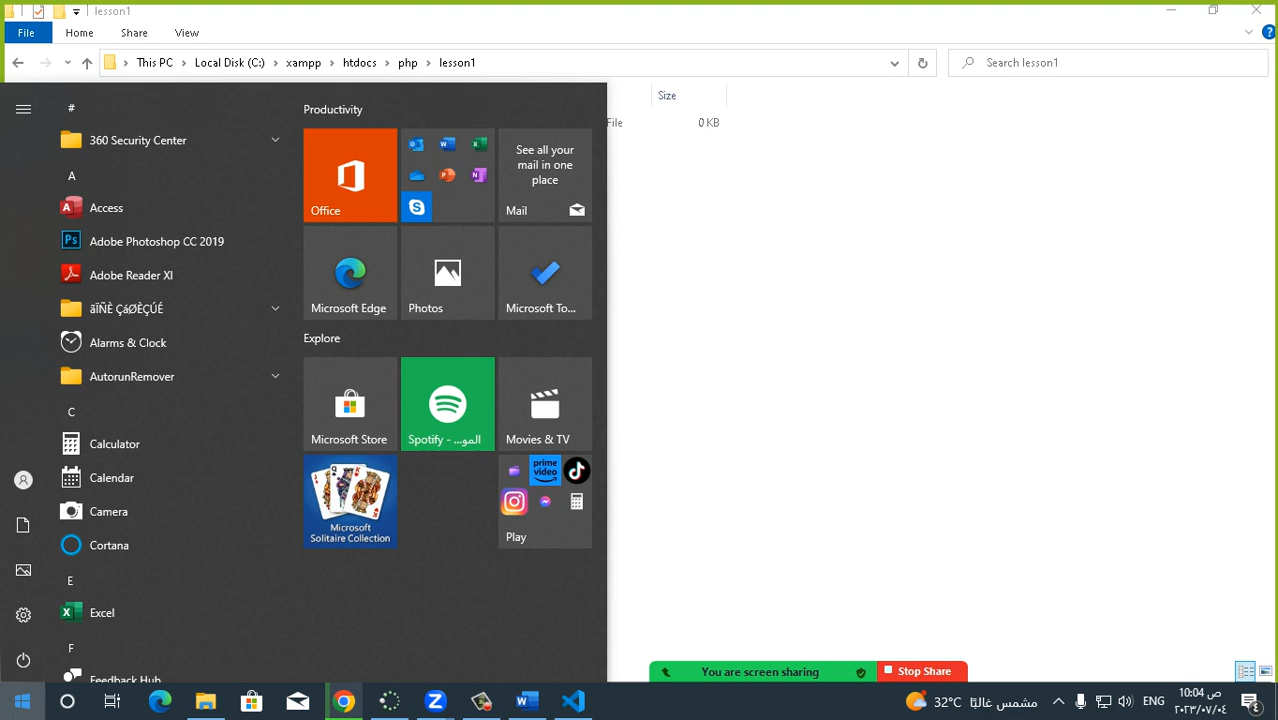 lesson1
File
Home
Share
View
This PC
Local Disk (C:)
xampp
htdocs
php
lesson1
Search lesson1
Size
File
0 KB
#
360 Security Center
A
Access
Adobe Photoshop CC 2019
Adobe Reader XI
ãÏÑÈ ÇáØÈÇÚÉ
Alarms & Clock
AutorunRemover
C
Calculator
Calendar
Camera
Cortana
E
Excel
F
Feedback Hub
Productivity
Office
See all your
mail in one
place
Mail
Microsoft Edge
Photos
Microsoft To...
Explore
Microsoft Store
Spotify - ...المو
Movies & TV
Microsoft
Solitaire Collection
prime
video
Play
You are screen sharing
Stop Share
32°C مشمس غالبًا
ENG
10:04 ص
٢٠٢٣/٠٧/٠٤